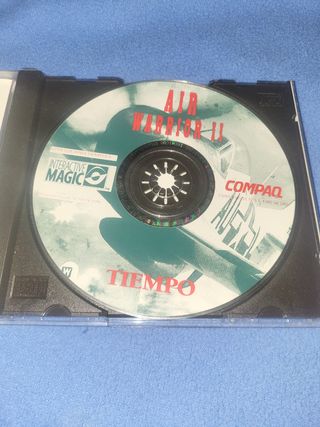 AIR
WARRIOR II
INTERACTIVE
MAGIC
COMPAQ
TIEMPO
W